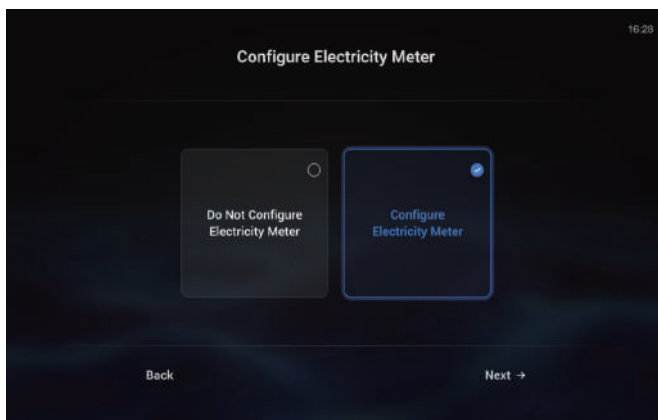 16:28
Configure Electricity Meter
Do Not Configure
Electricity Meter
Configure
Electricity Meter
Back
Next →